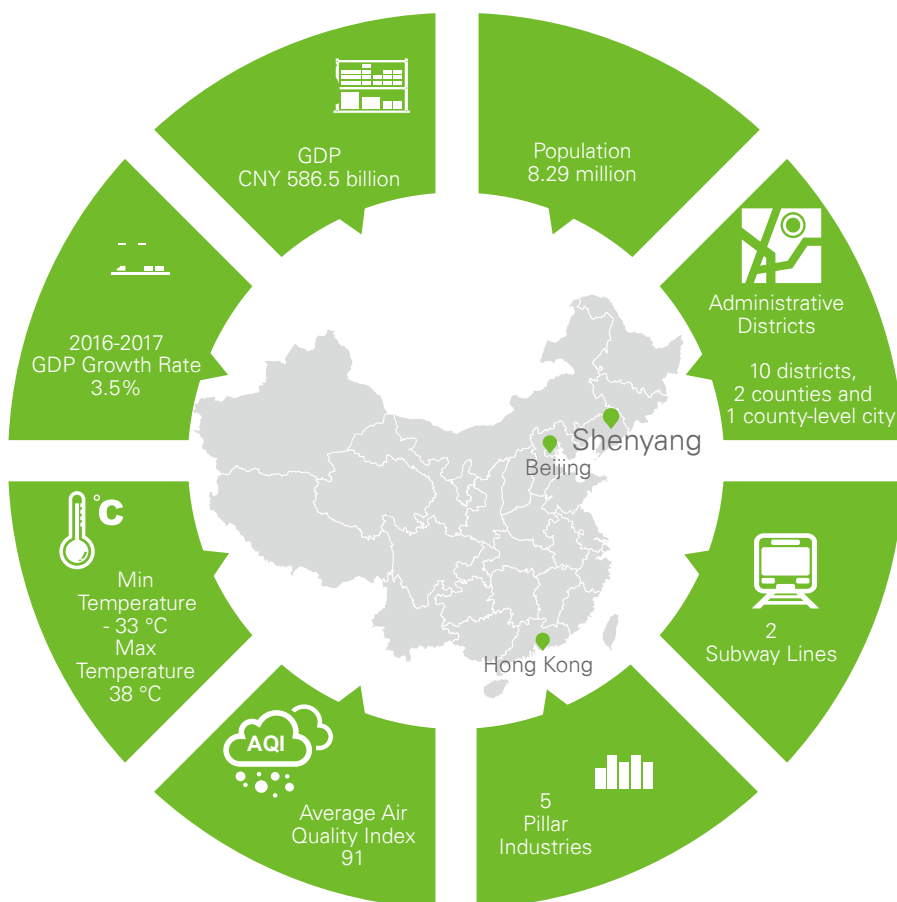 GDP
CNY 586.5 billion
Population
8.29 million
Administrative
Districts
10 districts,
2 counties and
1 county-level city
2
Subway Lines
5
Pillar
Industries
AQI
Average Air
Quality Index
91
°C
Min
Temperature
- 33 °C
Max
Temperature
38 °C
2016-2017
GDP Growth Rate
3.5%
Shenyang
Beijing
Hong Kong